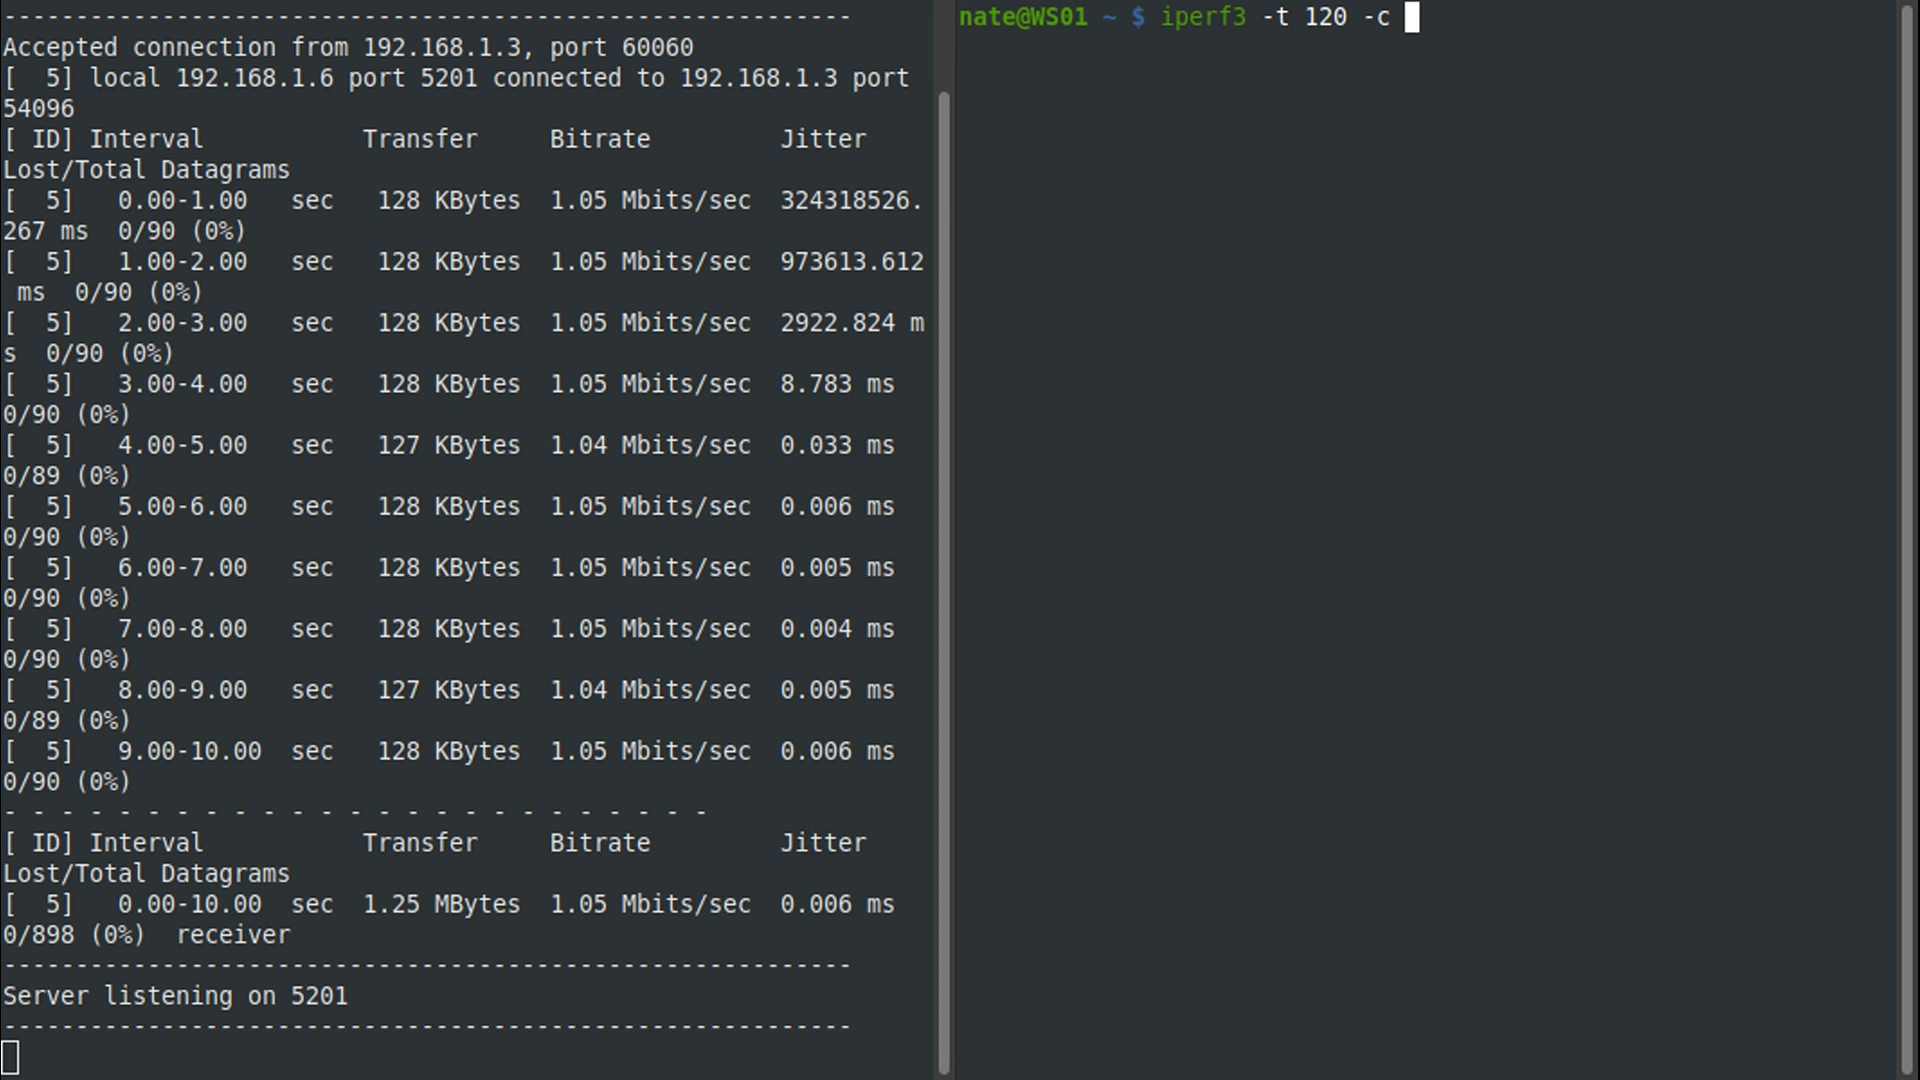 -----------------------------------------------------------
Accepted connection from 192.168.1.3, port 60060
[  5] local 192.168.1.6 port 5201 connected to 192.168.1.3 port
54096
[ ID] Interval           Transfer     Bitrate         Jitter
Lost/Total Datagrams
[  5]   0.00-1.00   sec   128 KBytes  1.05 Mbits/sec  324318526.
267 ms  0/90 (0%)
[  5]   1.00-2.00   sec   128 KBytes  1.05 Mbits/sec  973613.612
 ms  0/90 (0%)
[  5]   2.00-3.00   sec   128 KBytes  1.05 Mbits/sec  2922.824 m
s  0/90 (0%)
[  5]   3.00-4.00   sec   128 KBytes  1.05 Mbits/sec  8.783 ms
0/90 (0%)
[  5]   4.00-5.00   sec   127 KBytes  1.04 Mbits/sec  0.033 ms
0/89 (0%)
[  5]   5.00-6.00   sec   128 KBytes  1.05 Mbits/sec  0.006 ms
0/90 (0%)
[  5]   6.00-7.00   sec   128 KBytes  1.05 Mbits/sec  0.005 ms
0/90 (0%)
[  5]   7.00-8.00   sec   128 KBytes  1.05 Mbits/sec  0.004 ms
0/90 (0%)
[  5]   8.00-9.00   sec   127 KBytes  1.04 Mbits/sec  0.005 ms
0/89 (0%)
[  5]   9.00-10.00  sec   128 KBytes  1.05 Mbits/sec  0.006 ms
0/90 (0%)
- - - - - - - - - - - - - - - - - - - - - - - - -
[ ID] Interval           Transfer     Bitrate         Jitter
Lost/Total Datagrams
[  5]   0.00-10.00  sec  1.25 MBytes  1.05 Mbits/sec  0.006 ms
0/898 (0%)  receiver
-----------------------------------------------------------
Server listening on 5201
-----------------------------------------------------------
nate@WS01 ~ $ iperf3 -t 120 -c